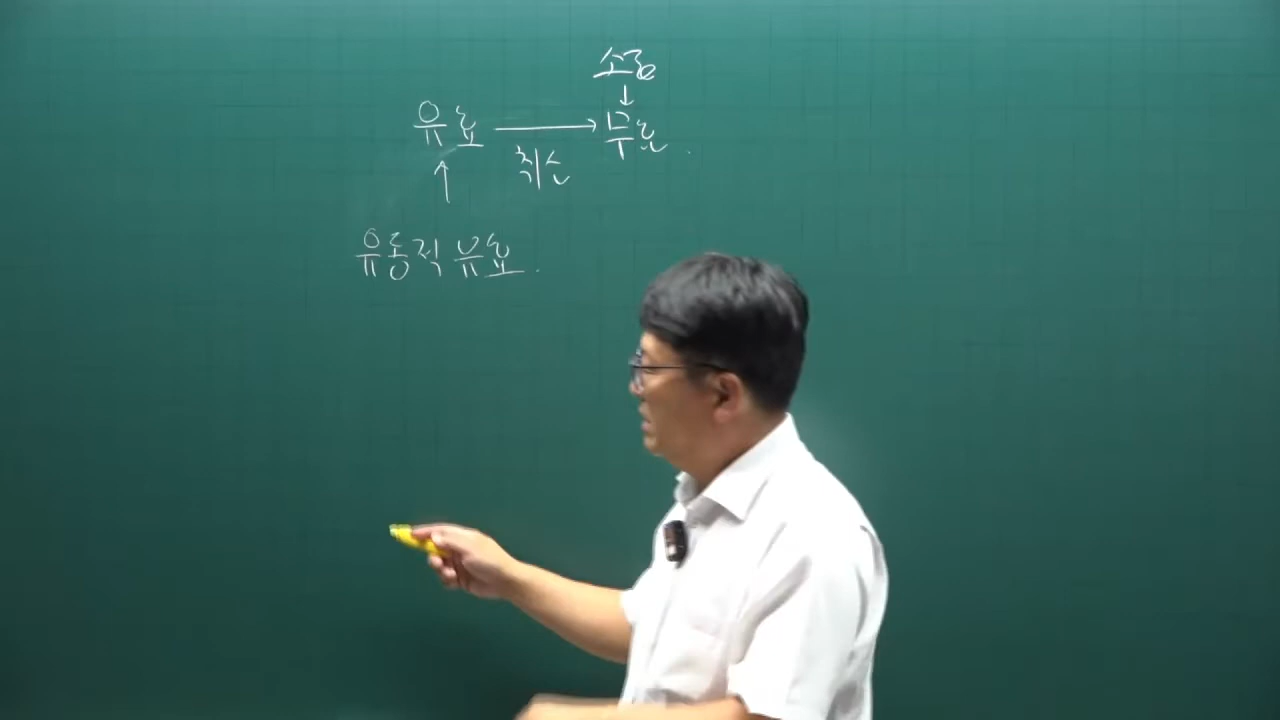 소급
↓
유효 → 무효.
취소
↑
유동적 유효.